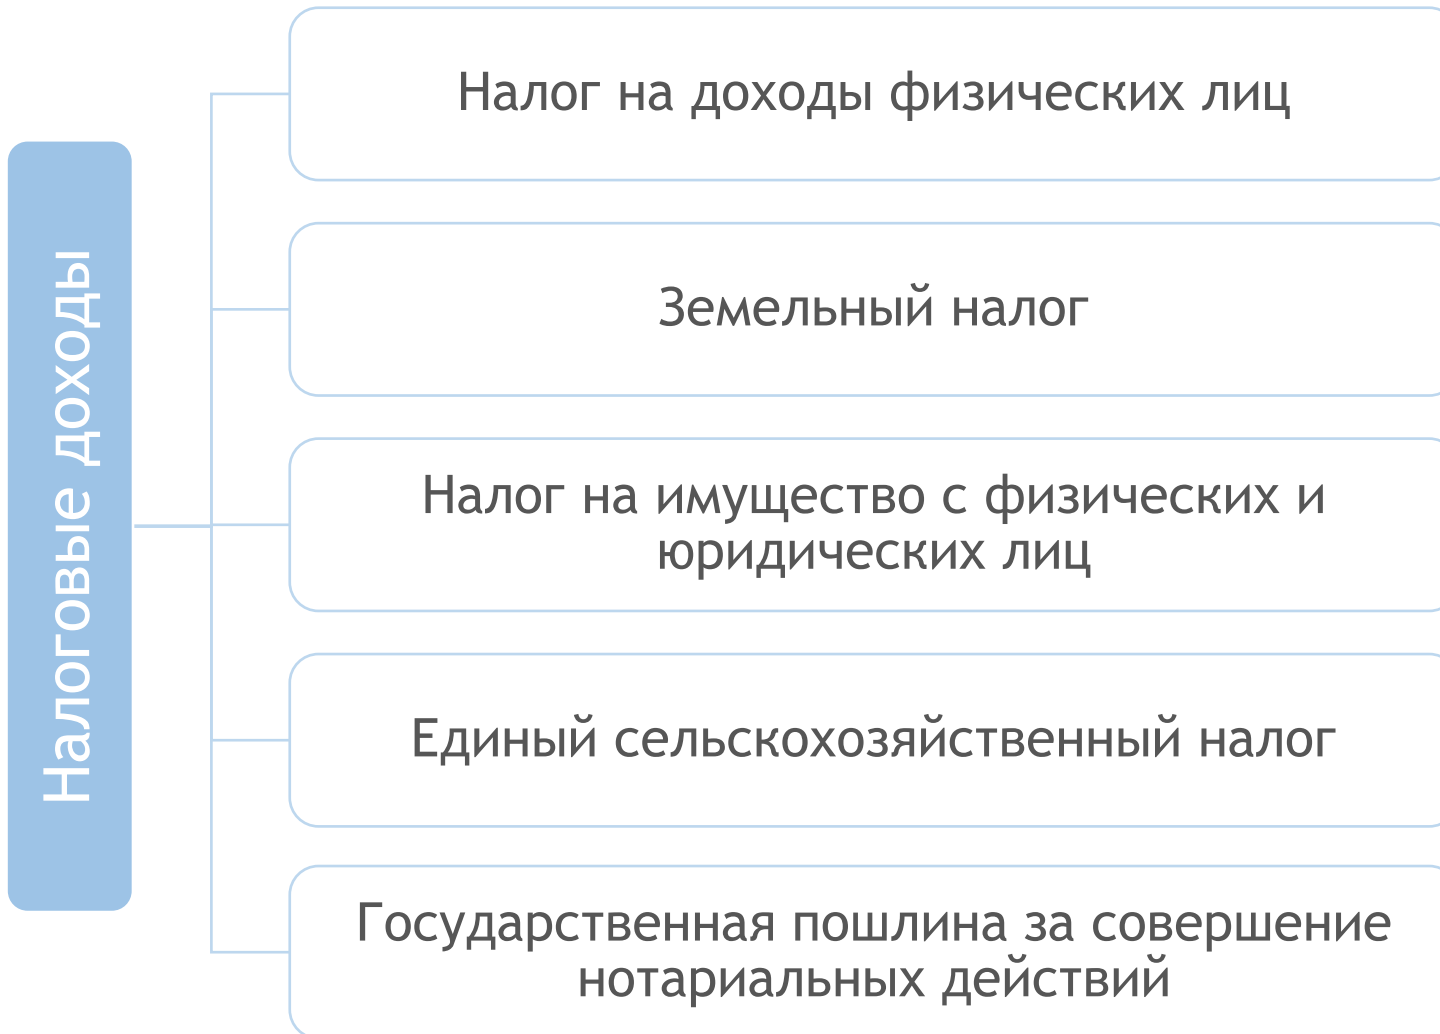 Налоговые доходы
Налог на доходы физических лиц
Земельный налог
Налог на имущество с физических и
юридических лиц
Единый сельскохозяйственный налог
Государственная пошлина за совершение
нотариальных действий